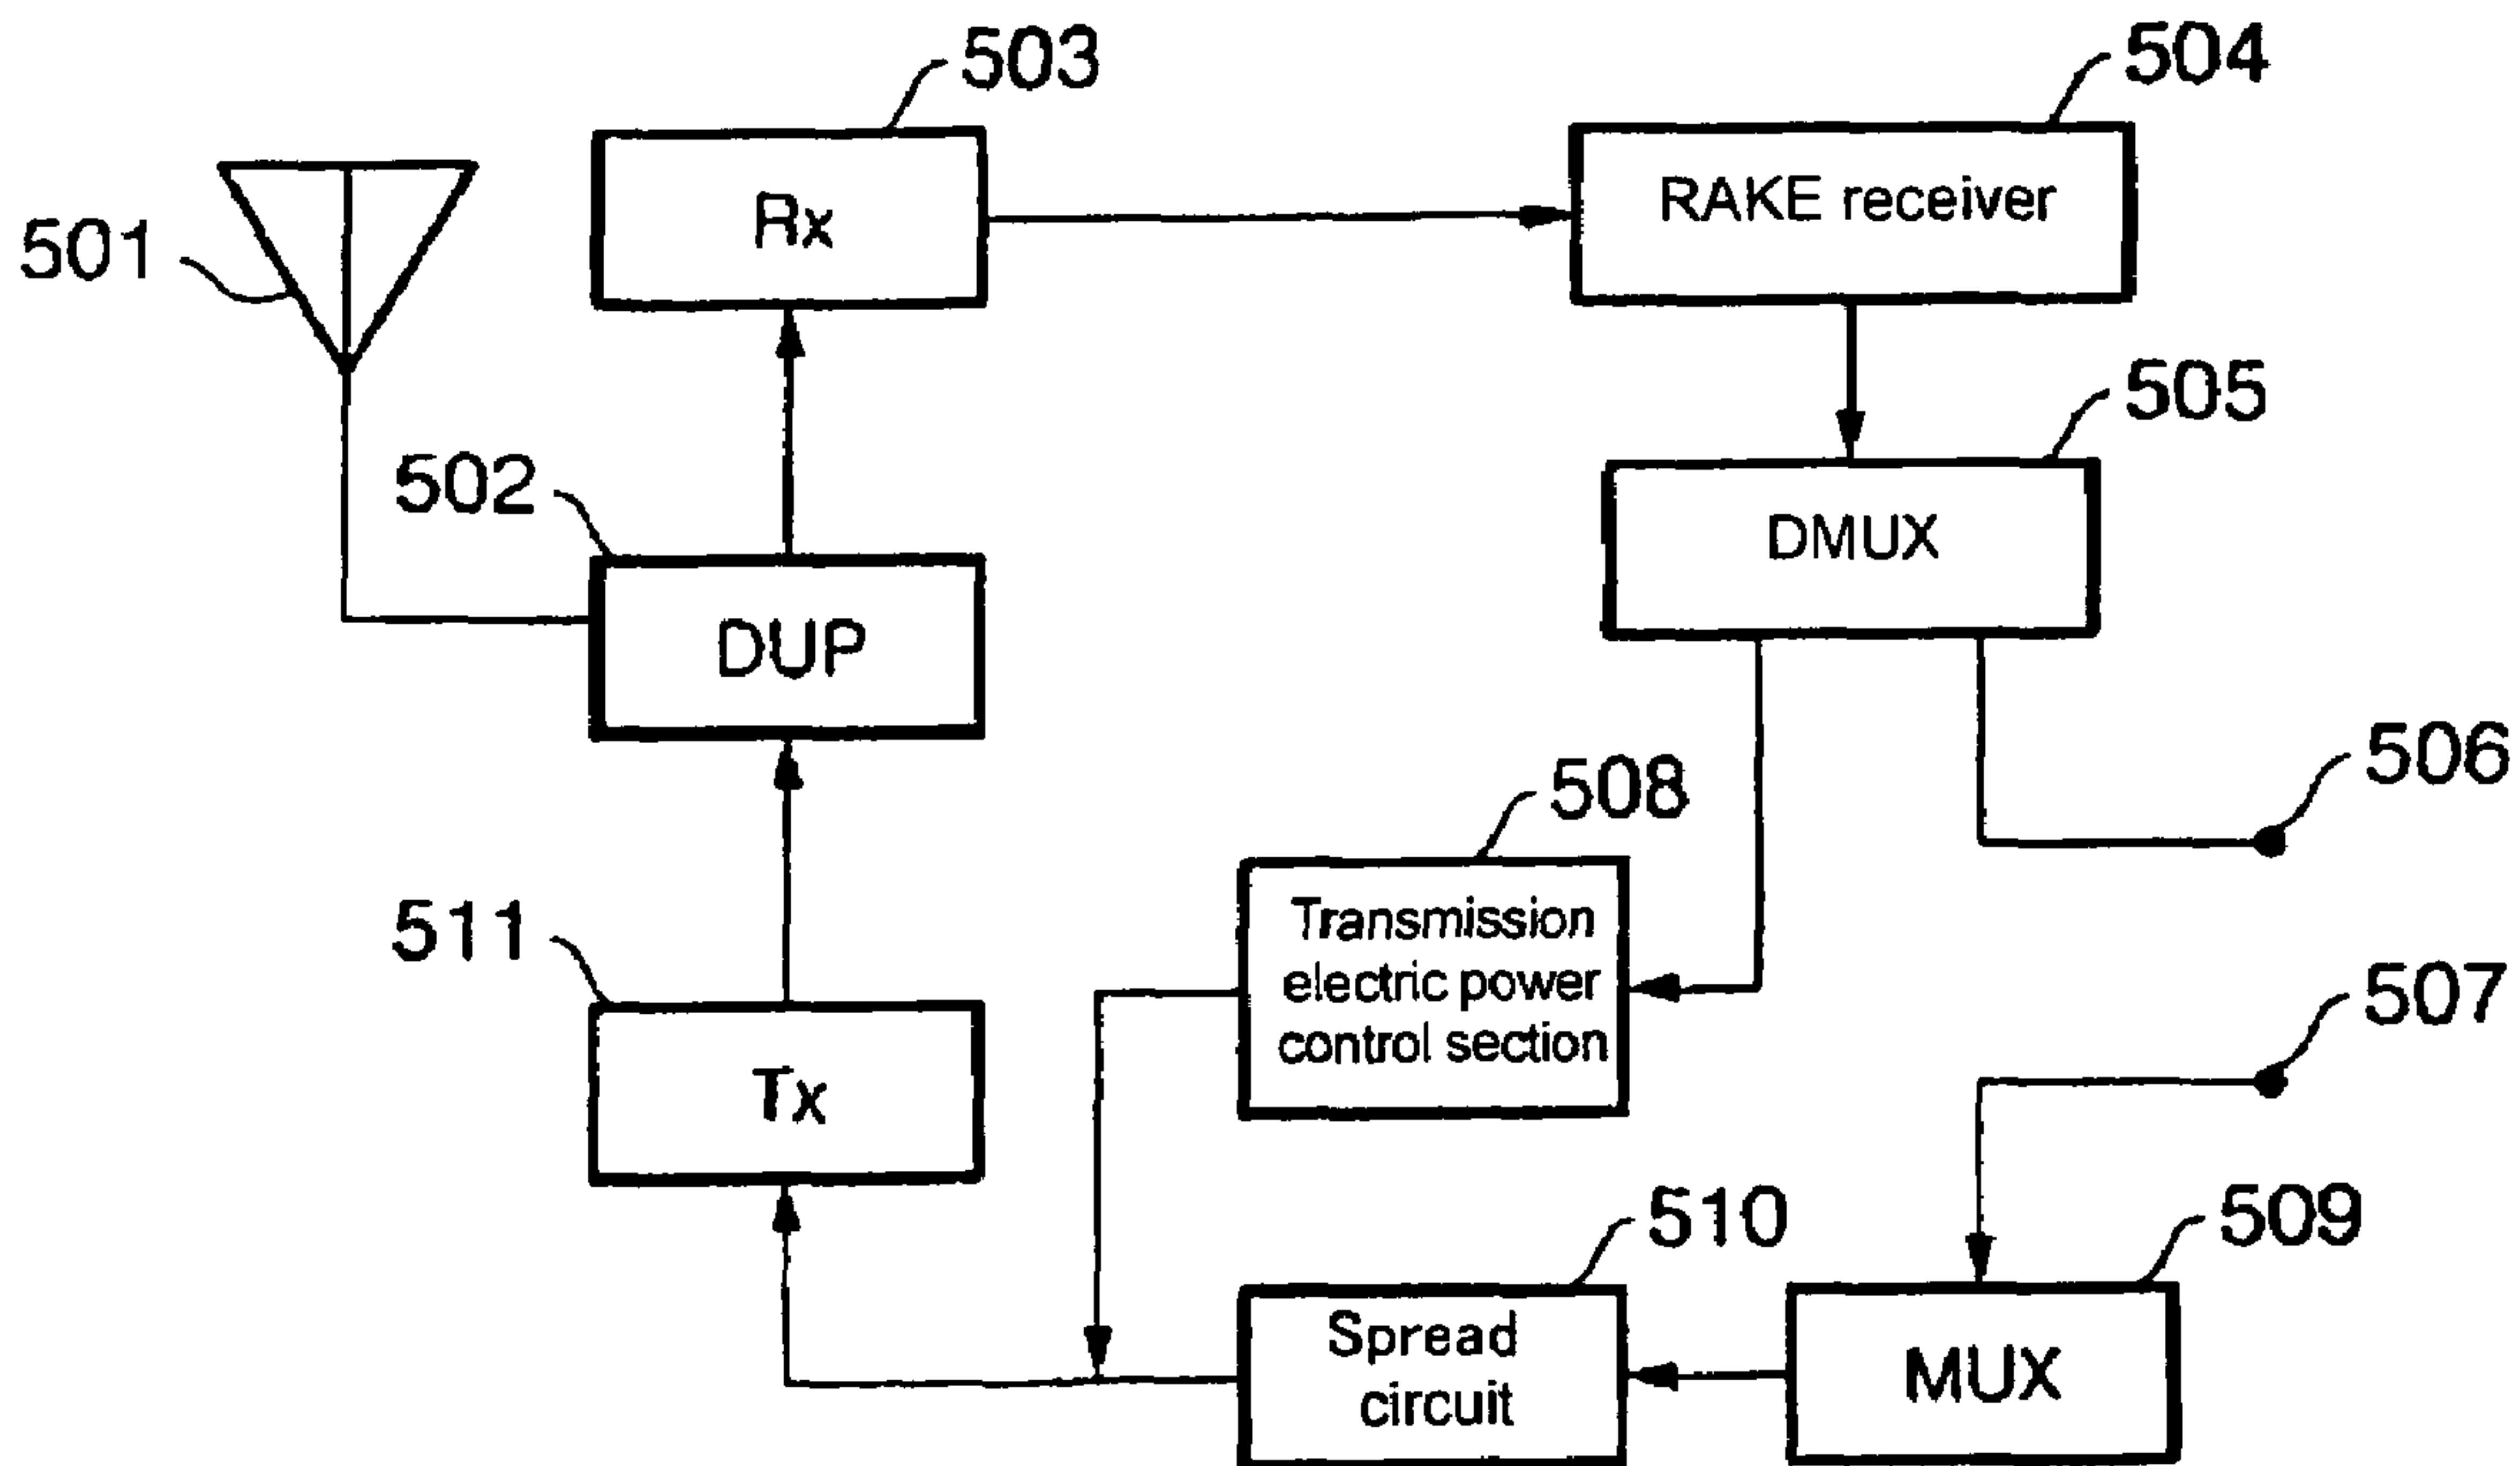 503
504
501
Rx
RAKE receiver
505
502
DMUX
DUP
506
508
Transmission
electric power
control section
511
507
Tx
510
509
Spread
circuit
MUX